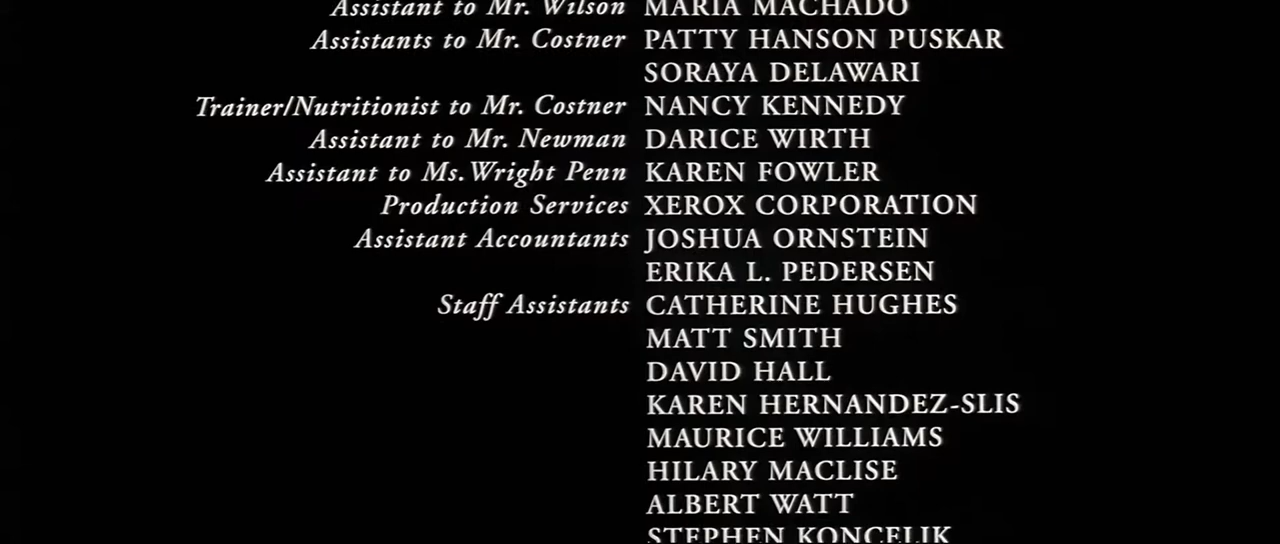 Assistant to Mr. Wilson MARIA MACHADO
Assistants to Mr. Costner PATTY HANSON PUSKAR
SORAYA DELAWARI
Trainer/Nutritionist to Mr. Costner NANCY KENNEDY
Assistant to Mr. Newman DARICE WIRTH
Assistant to Ms. Wright Penn KAREN FOWLER
Production Services XEROX CORPORATION
Assistant Accountants JOSHUA ORNSTEIN
ERIKA L. PEDERSEN
Staff Assistants CATHERINE HUGHES
MATT SMITH
DAVID HALL
KAREN HERNANDEZ-SLIS
MAURICE WILLIAMS
HILARY MACLISE
ALBERT WATT
STEPHEN KONCELIK